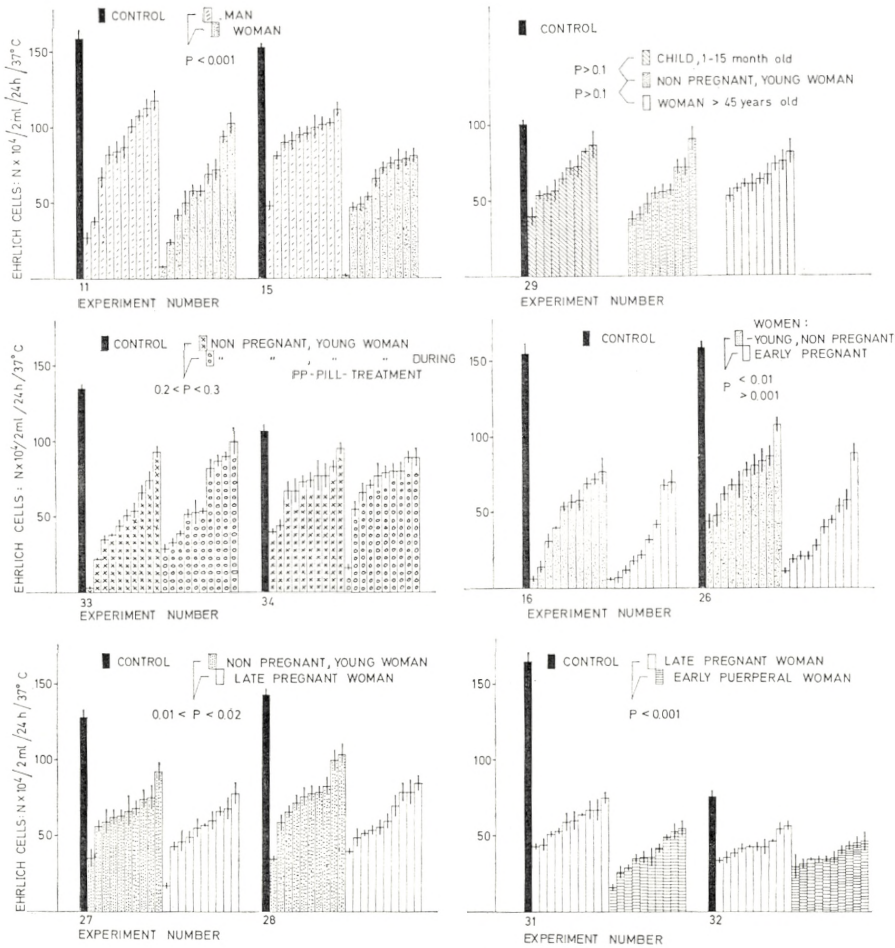 CONTROL
MAN
WOMAN
P < 0.001
EHRLICH CELLS: N × 10⁴/2ml/24h/37°C
150
100
50
11
15
EXPERIMENT NUMBER
CONTROL
P>0.1
P>0.1
CHILD, 1-15 month old
NON PREGNANT, YOUNG WOMAN
WOMAN > 45 years old
100
50
29
EXPERIMENT NUMBER
CONTROL
NON PREGNANT, YOUNG WOMAN
" " , " " DURING
PP-PILL-TREATMENT
0.2 < P < 0.3
EHRLICH CELLS: N×10⁴/2ml/24h/37°C
150
100
50
33
34
EXPERIMENT NUMBER
CONTROL
WOMEN:
YOUNG, NON PREGNANT
EARLY PREGNANT
P < 0.01
> 0.001
150
100
50
16
26
EXPERIMENT NUMBER
CONTROL
NON PREGNANT, YOUNG WOMAN
LATE PREGNANT WOMAN
0.01 < P < 0.02
EHRLICH CELLS: N×10⁴/2ml/24h/37°C
150
100
50
27
28
EXPERIMENT NUMBER
CONTROL
LATE PREGNANT WOMAN
EARLY PUERPERAL WOMAN
P < 0.001
150
100
50
31
32
EXPERIMENT NUMBER